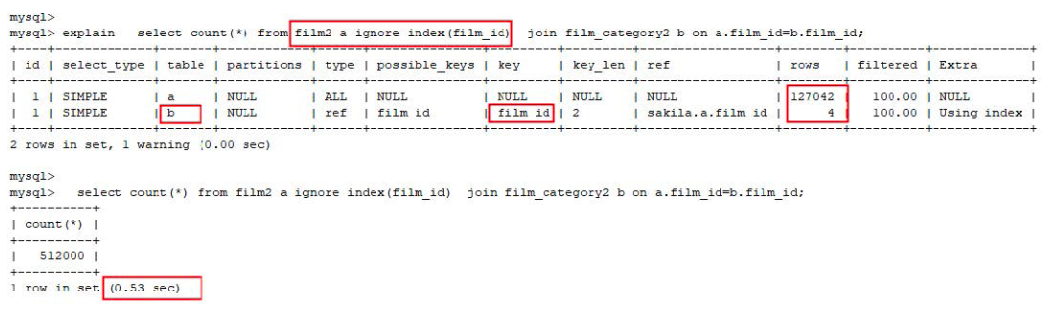 mysql>
mysql> explain   select count(*) from film2 a ignore index(film_id)  join film_category2 b on a.film_id=b.film_id;
+----+-------------+-------+------------+------+---------------+---------+---------+------------------+--------+----------+-------------+
| id | select_type | table | partitions | type | possible_keys | key     | key_len | ref              | rows   | filtered | Extra       |
+----+-------------+-------+------------+------+---------------+---------+---------+------------------+--------+----------+-------------+
| 1 | SIMPLE      | a     | NULL       | ALL  | NULL          | NULL    | NULL    | NULL             | 127042 |   100.00 | NULL        |
| 1 | SIMPLE      | b     | NULL       | ref  | film id       | film id | 2       | sakila.a.film id |      4 |   100.00 | Using index |
+----+-------------+-------+------------+------+---------------+---------+---------+------------------+--------+----------+-------------+
2 rows in set, 1 warning (0.00 sec)
mysql>
mysql>   select count(*) from film2 a ignore index(film_id)  join film_category2 b on a.film_id=b.film_id;
+----------+
| count(*) |
+----------+
|   512000 |
+----------+
1 row in set (0.53 sec)